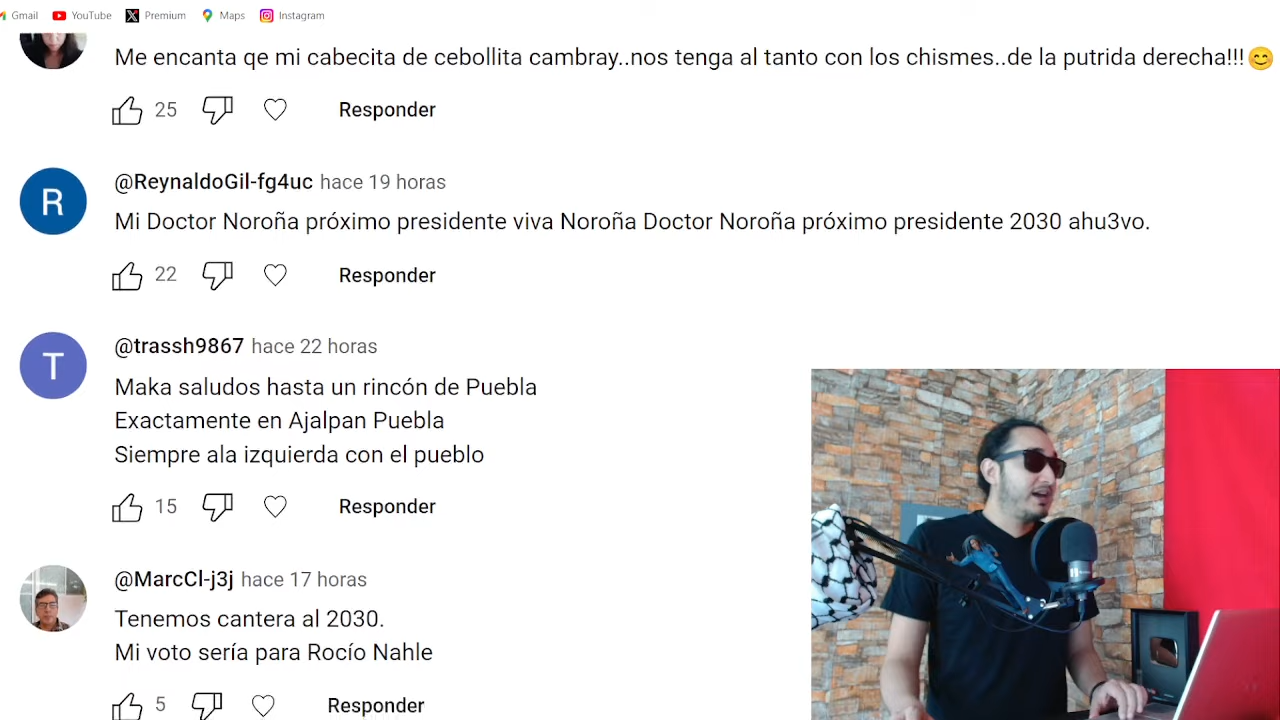 Gmail YouTube Premium Maps Instagram
Me encanta qe mi cabecita de cebollita cambray..nos tenga al tanto con los chismes..de la putrida derecha!!!😊
25 Responder
@ReynaldoGil-fg4uc hace 19 horas
Mi Doctor Noroña próximo presidente viva Noroña Doctor Noroña próximo presidente 2030 ahu3vo.
22 Responder
T
@trassh9867 hace 22 horas
Maka saludos hasta un rincón de Puebla
Exactamente en Ajalpan Puebla
Siempre ala izquierda con el pueblo
15 Responder
@MarcCl-j3j hace 17 horas
Tenemos cantera al 2030.
Mi voto sería para Rocío Nahle
5 Responder
R